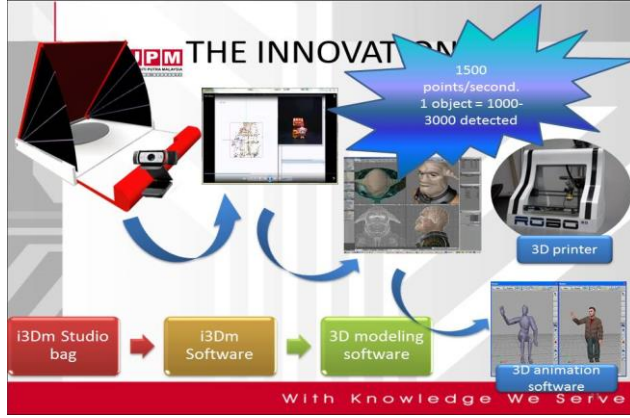 UPM
THE INNOVATION
1500
points/second.
1 object = 1000-
3000 detected
ROBO
3D printer
i3Dm Studio
bag
i3Dm
Software
3D modeling
software
3D animation
software
With Knowledge We Serve